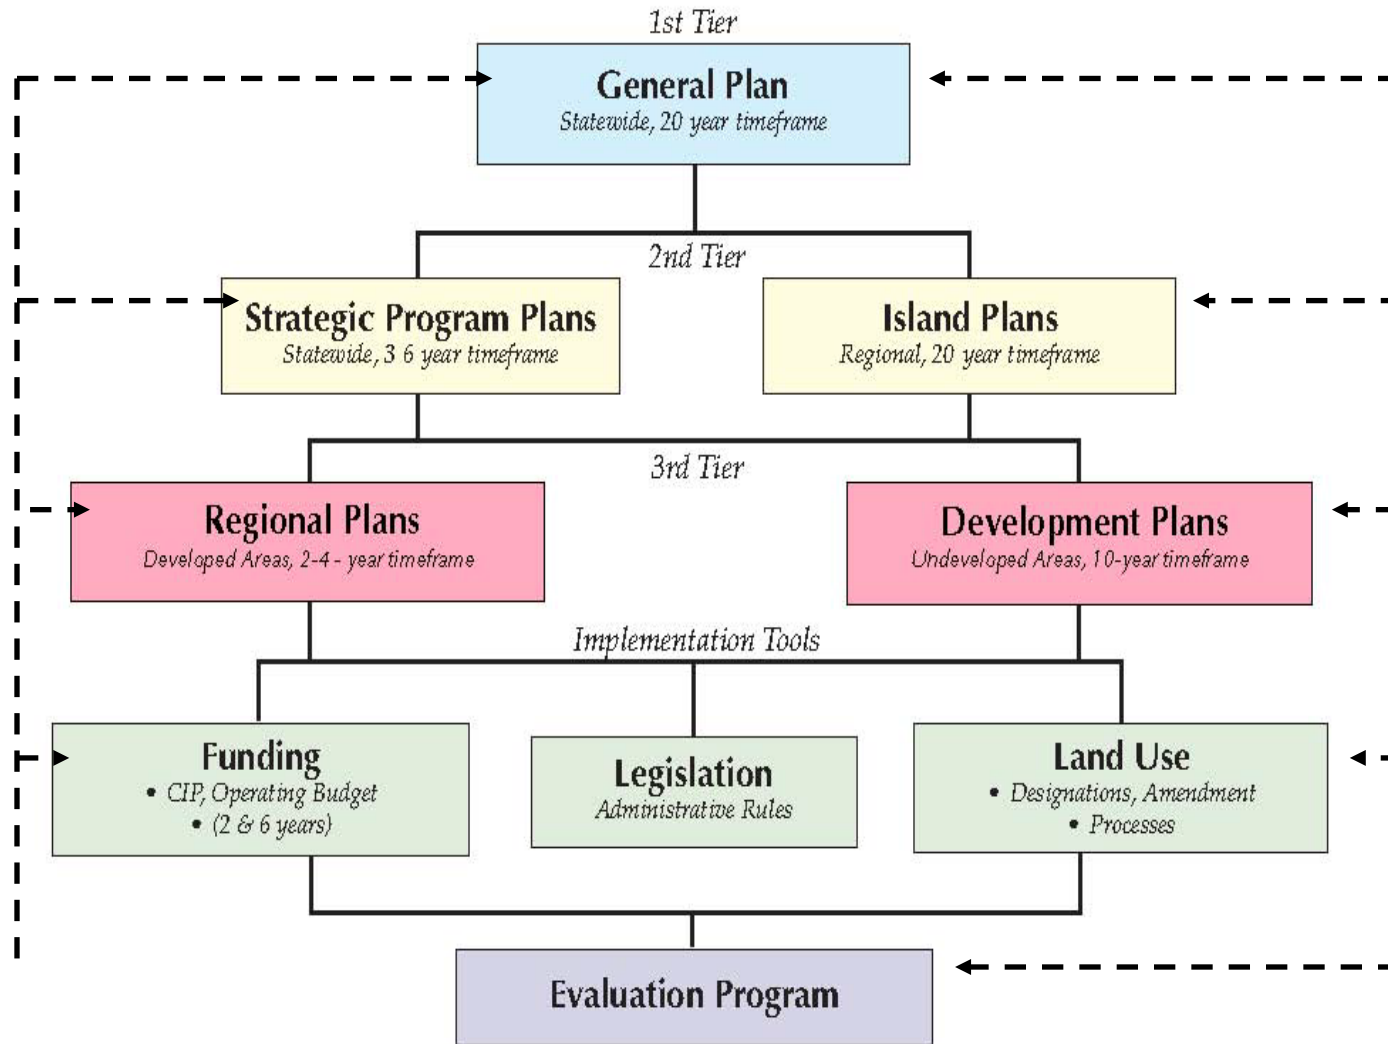 1st Tier
General Plan
Statewide, 20 year timeframe
2nd Tier
Strategic Program Plans
Statewide, 3 6 year timeframe
Island Plans
Regional, 20 year timeframe
3rd Tier
Regional Plans
Developed Areas, 2-4 - year timeframe
Development Plans
Undeveloped Areas, 10-year timeframe
Implementation Tools
Funding
• CIP, Operating Budget
• (2 & 6 years)
Legislation
Administrative Rules
Land Use
• Designations, Amendment
• Processes
Evaluation Program